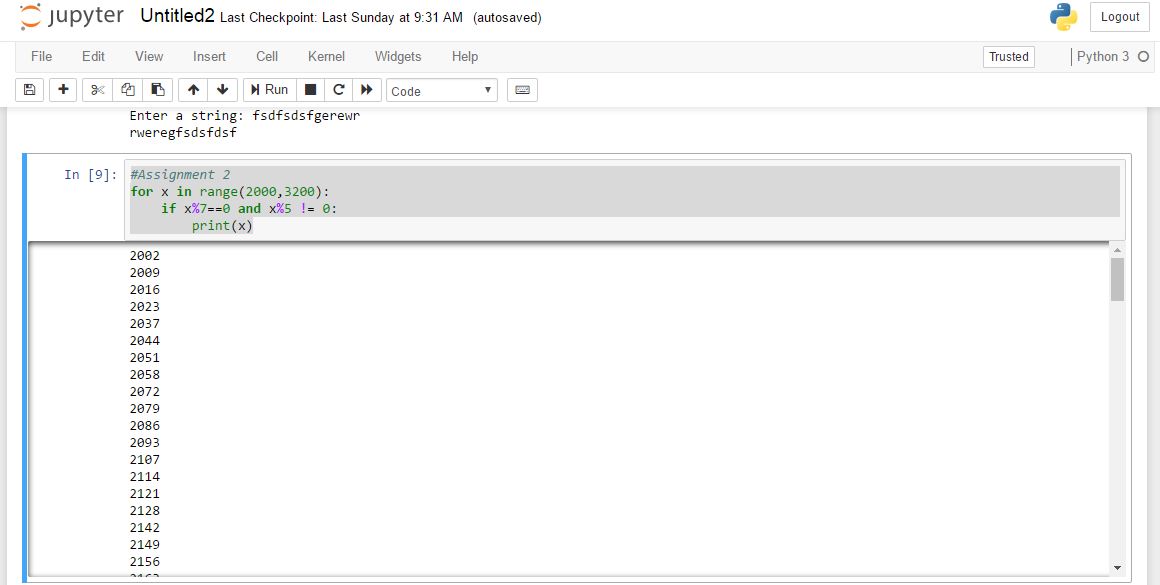 jupyter Untitled2 Last Checkpoint: Last Sunday at 9:31 AM (autosaved) Logout
File Edit View Insert Cell Kernel Widgets Help Trusted Python 3
Run Code
Enter a string: fsdfsdsfgerewr
rweregfsdsfdsf
In [9]: #Assignment 2
for x in range(2000,3200):
    if x%7==0 and x%5 != 0:
        print(x)
2002
2009
2016
2023
2037
2044
2051
2058
2072
2079
2086
2093
2107
2114
2121
2128
2142
2149
2156